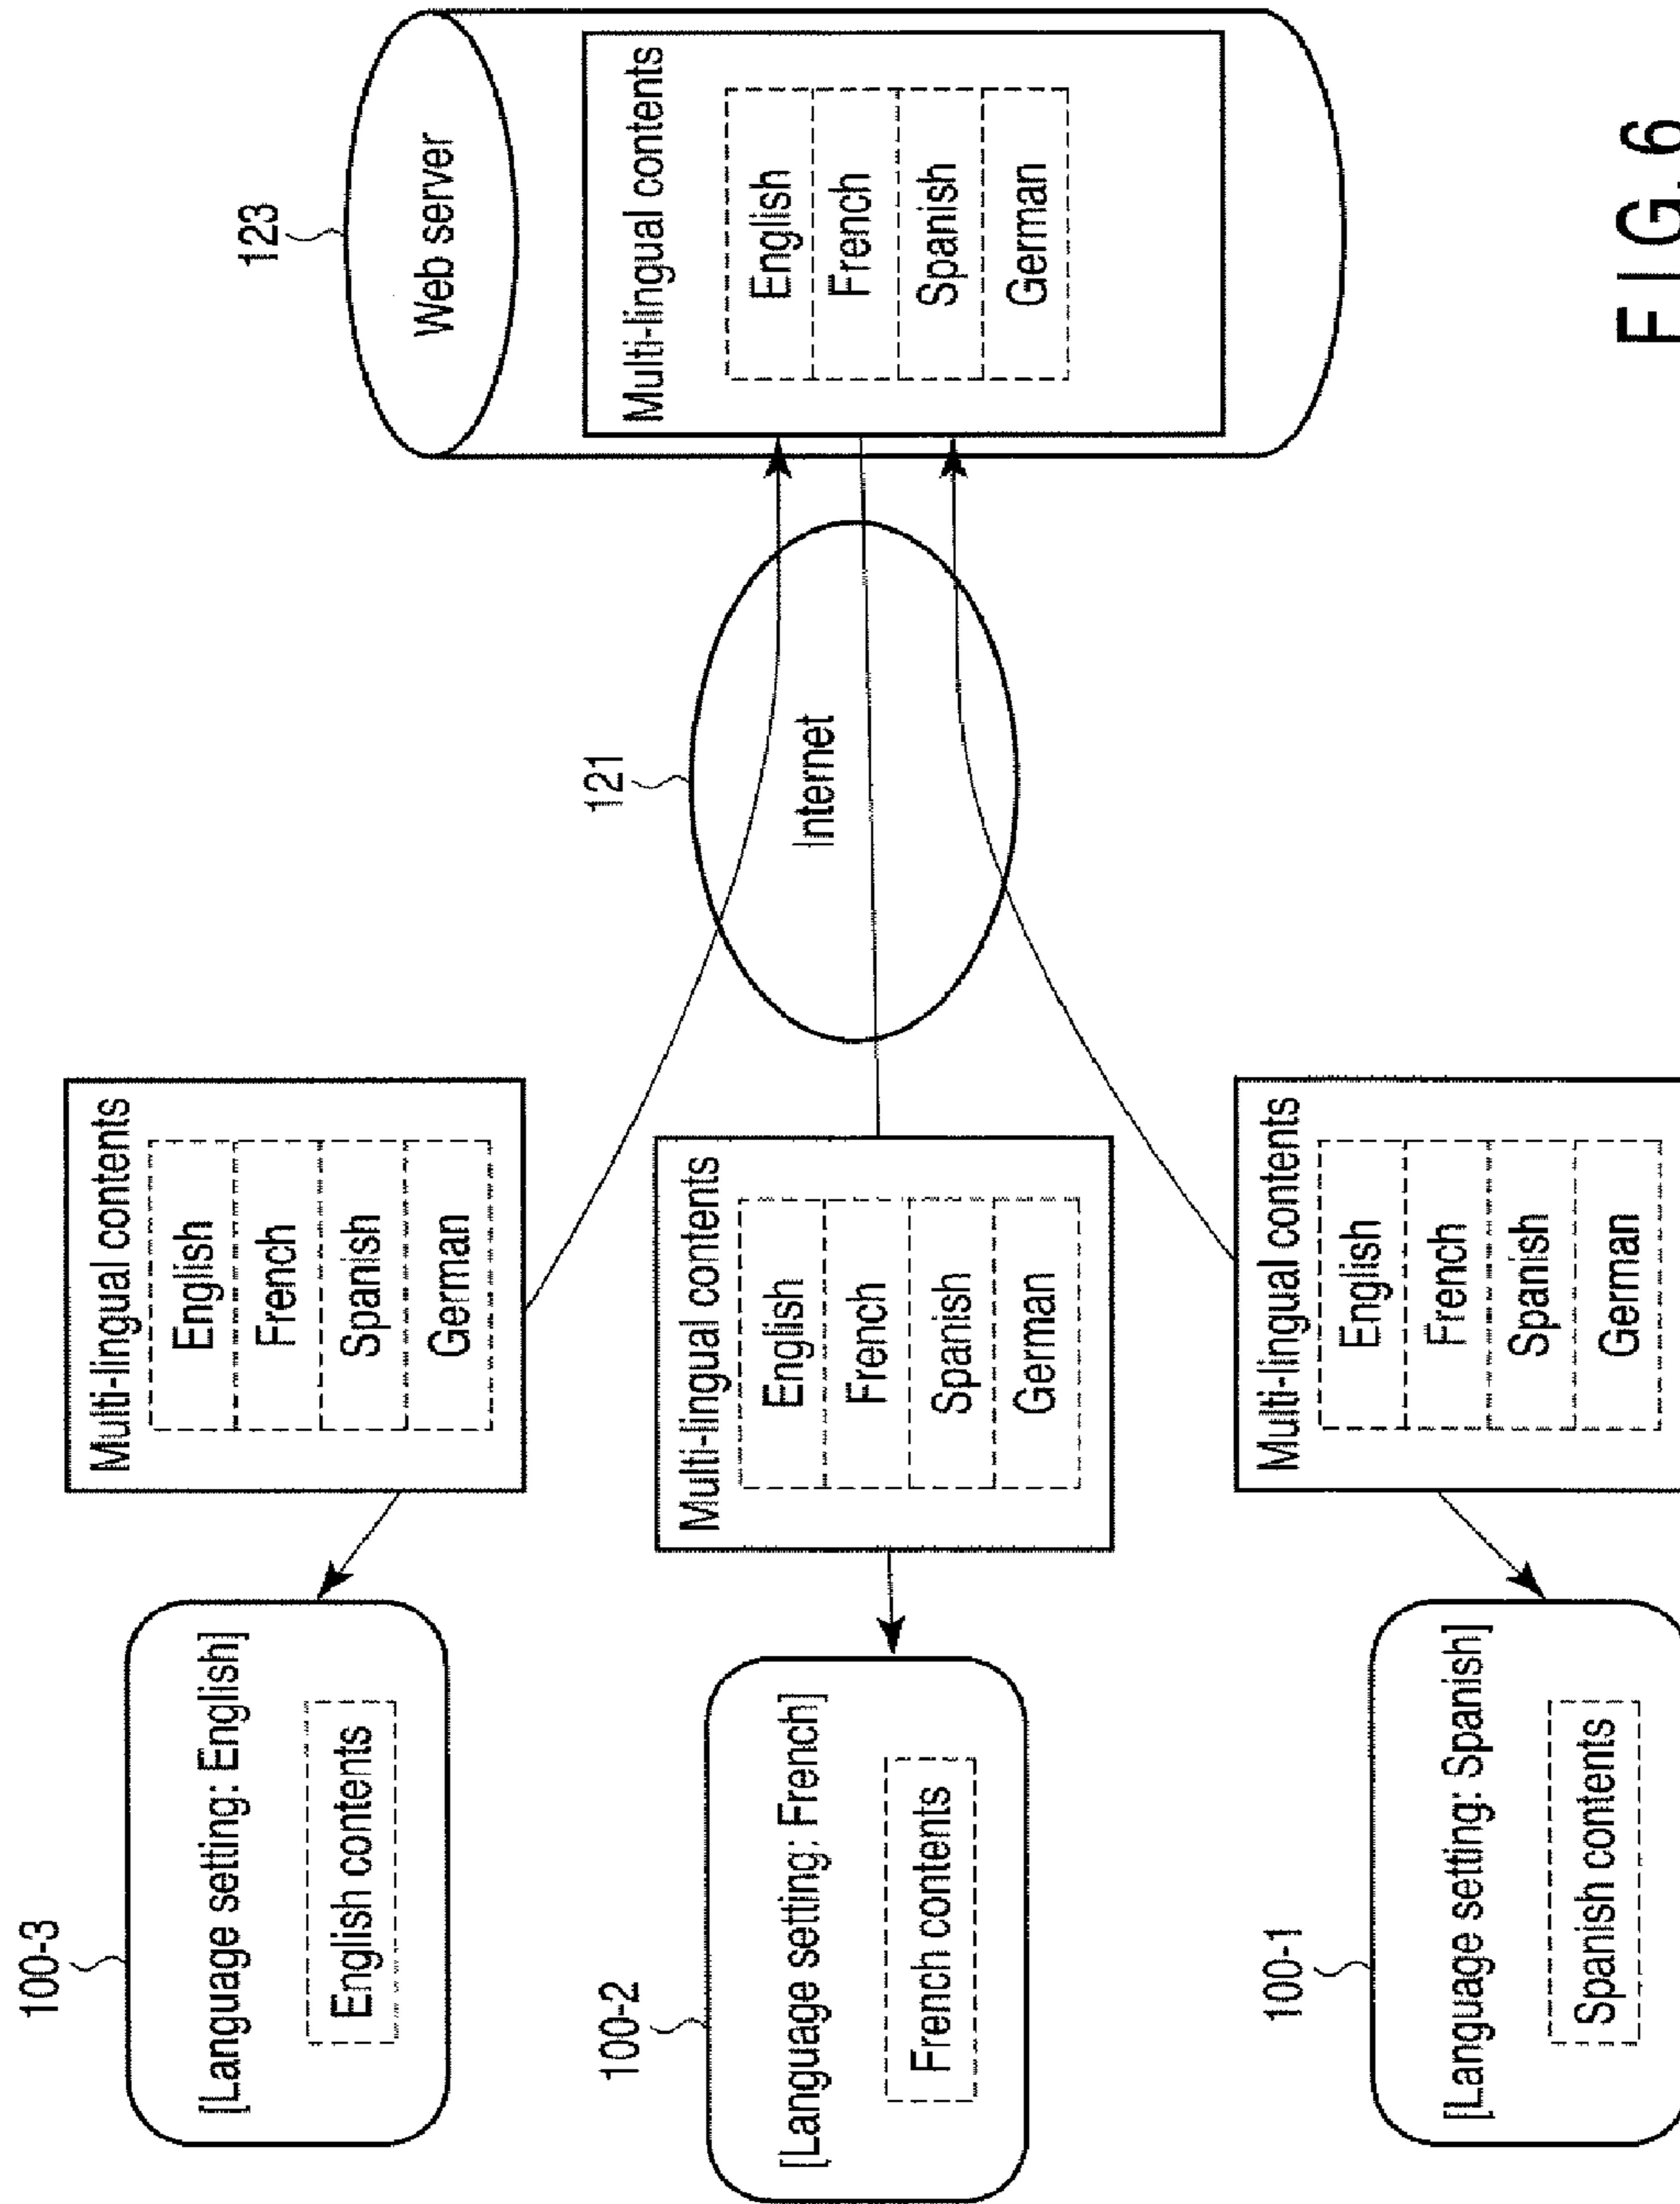 100-3
[Language setting: English]
English contents
Multi-lingual contents
English
French
Spanish
German
100-2
[Language setting: French]
French contents
Multi-lingual contents
English
French
Spanish
German
100-1
[Language setting: Spanish]
Spanish contents
Multi-lingual contents
English
French
Spanish
German
121
Internet
123
Web server
Multi-lingual contents
English
French
Spanish
German
FIG. 6